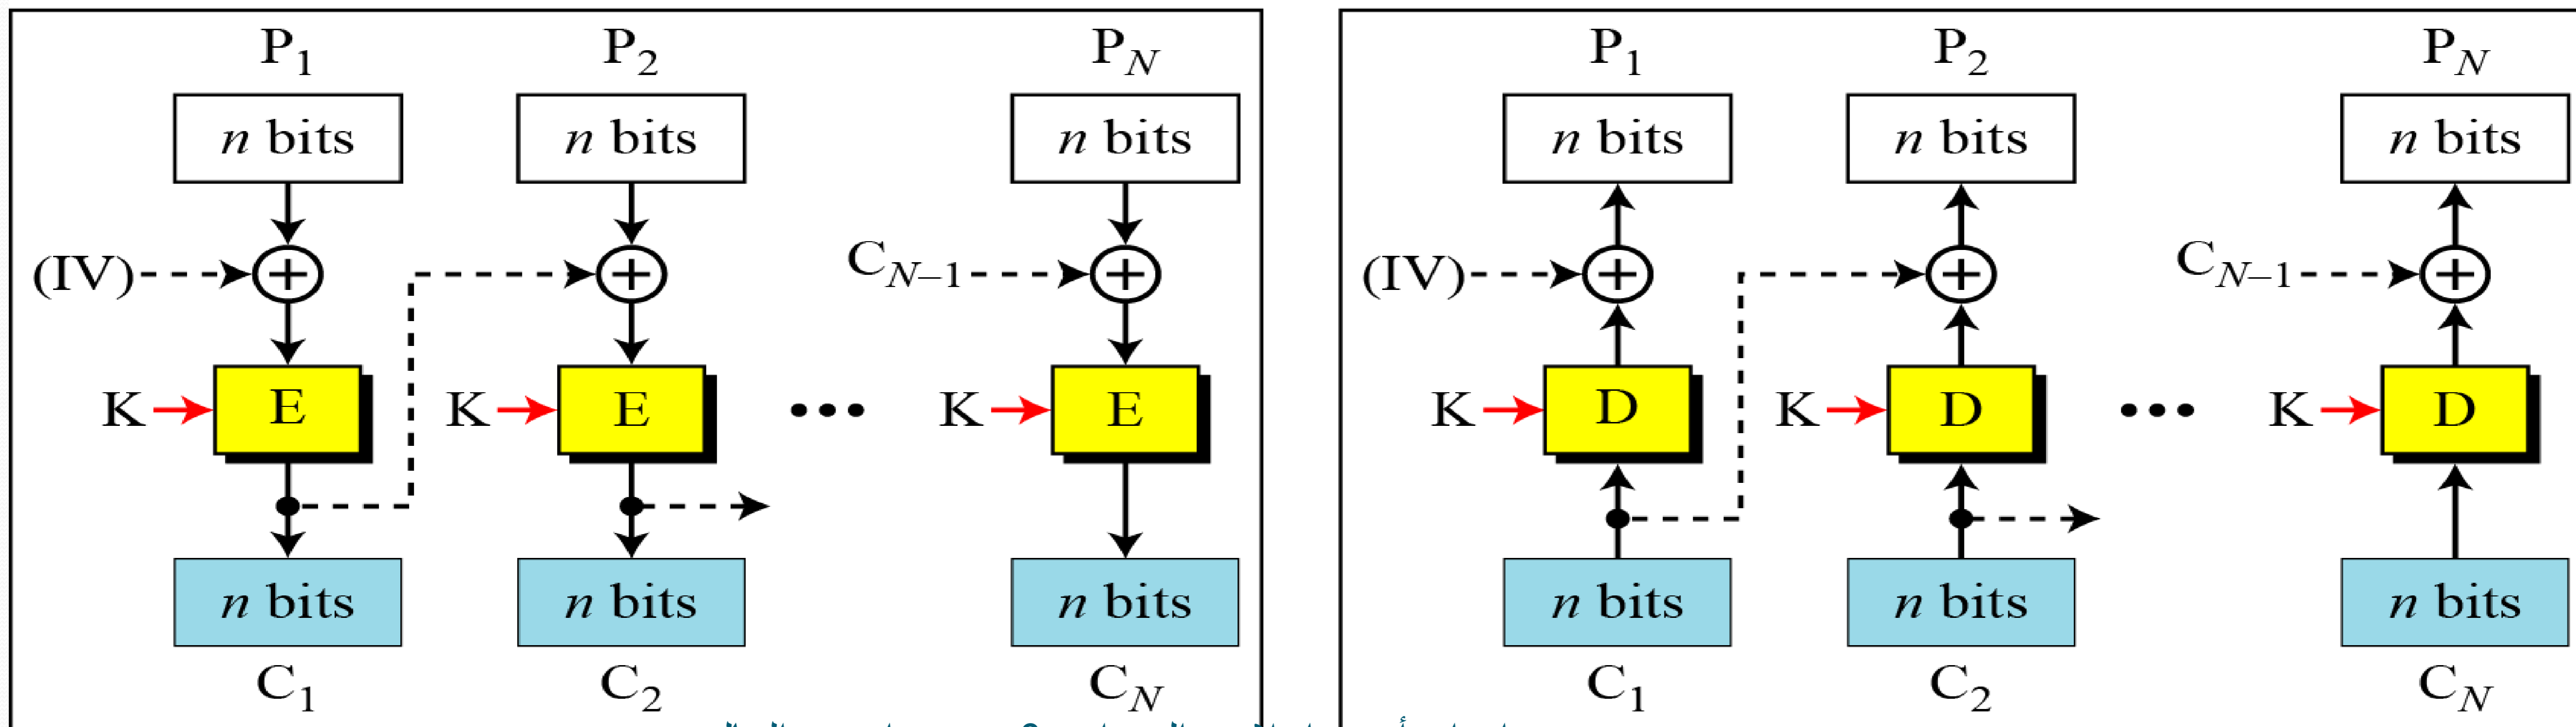 P1 P2 PN P1 P2 PN
n bits n bits n bits n bits n bits n bits
(IV) CN–1 (IV) CN–1
K E K E ••• K E K D K D ••• K D
n bits n bits n bits n bits n bits n bits
C1 C2 CN C1 C2 CN